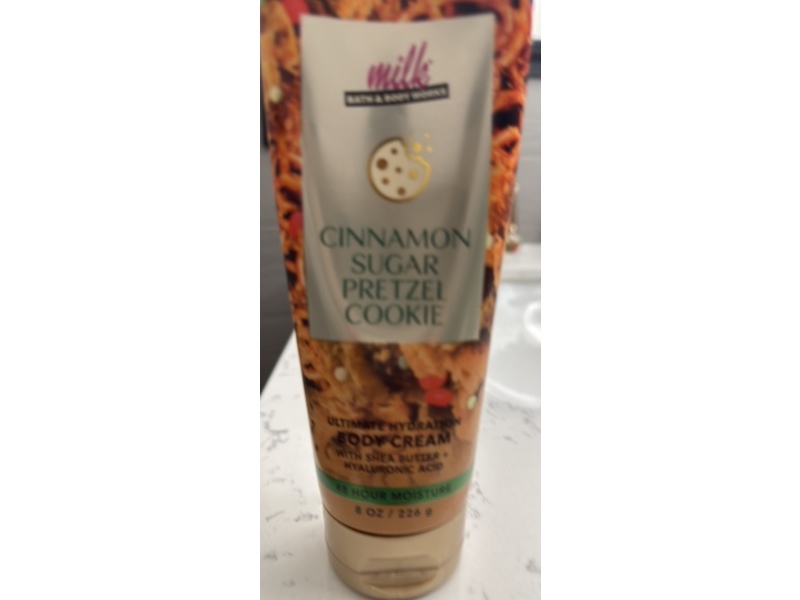 milk
BATH & BODY WORKS
CINNAMON
SUGAR
PRETZEL
COOKIE
ULTIMATE HYDRATION
BODY CREAM
WITH SHEA BUTTER +
HYALURONIC ACID
48 HOUR MOISTURE
8 OZ / 226 g